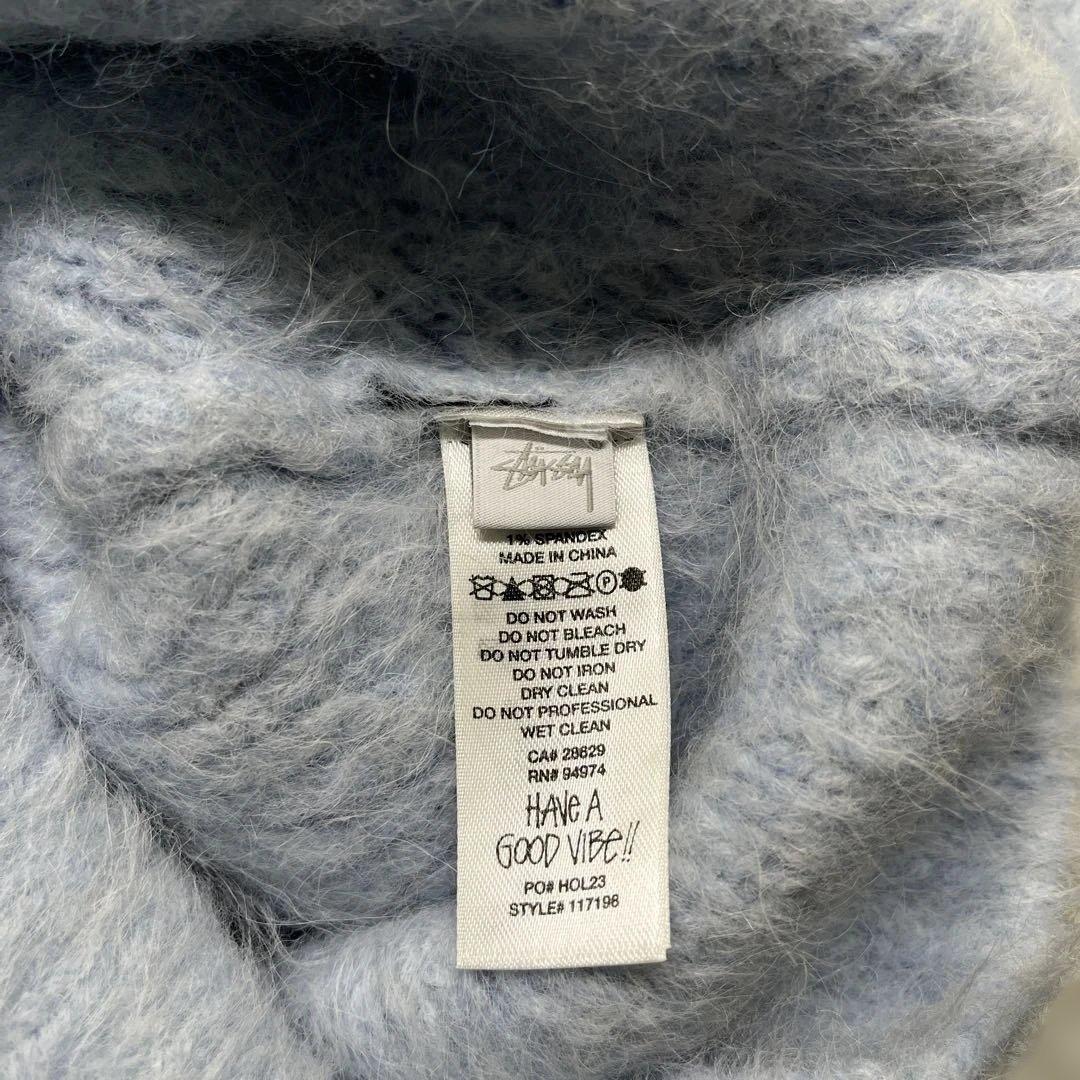 STÜSSY
1% SPANDEX
MADE IN CHINA
P
DO NOT WASH
DO NOT BLEACH
DO NOT TUMBLE DRY
DO NOT IRON
DRY CLEAN
DO NOT PROFESSIONAL
WET CLEAN
CA# 28629
RN# 94974
HAVE A
GOOD VIBE!!
PO# HOL23
STYLE# 117196